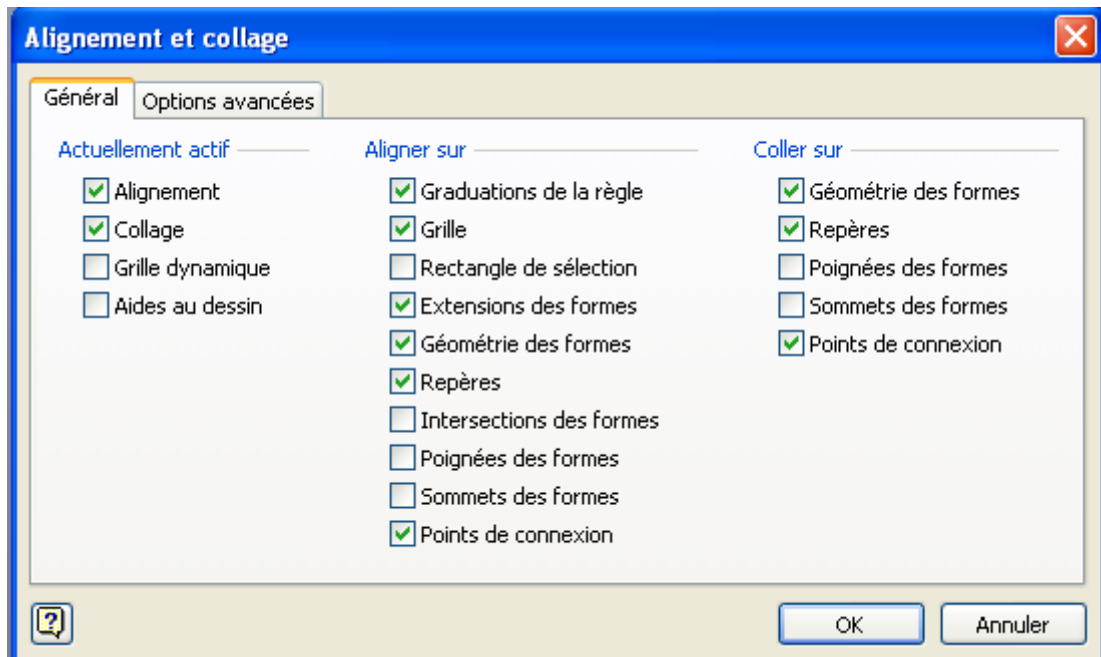 Alignement et collage
Général
Options avancées
Actuellement actif
Alignement
Collage
Grille dynamique
Aides au dessin
Aligner sur
Graduations de la règle
Grille
Rectangle de sélection
Extensions des formes
Géométrie des formes
Repères
Intersections des formes
Poignées des formes
Sommets des formes
Points de connexion
Coller sur
Géométrie des formes
Repères
Poignées des formes
Sommets des formes
Points de connexion
?
OK
Annuler